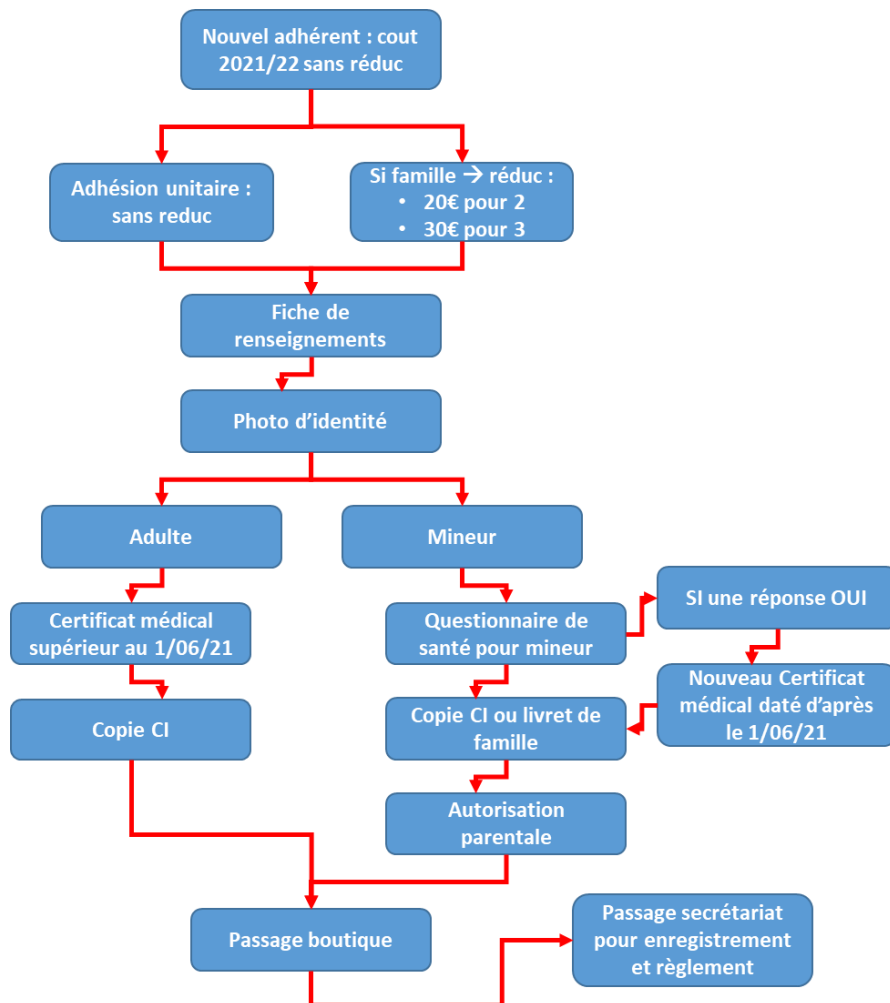 Nouvel adhérent : cout
2021/22 sans réduc
Adhésion unitaire :
sans reduc
Si famille → réduc :
• 20€ pour 2
• 30€ pour 3
Fiche de
renseignements
Photo d’identité
Adulte
Mineur
Certificat médical
supérieur au 1/06/21
Questionnaire de
santé pour mineur
SI une réponse OUI
Nouveau Certificat
médical daté d’après
le 1/06/21
Copie CI
Copie CI ou livret de
famille
Autorisation
parentale
Passage boutique
Passage secrétariat
pour enregistrement
et règlement